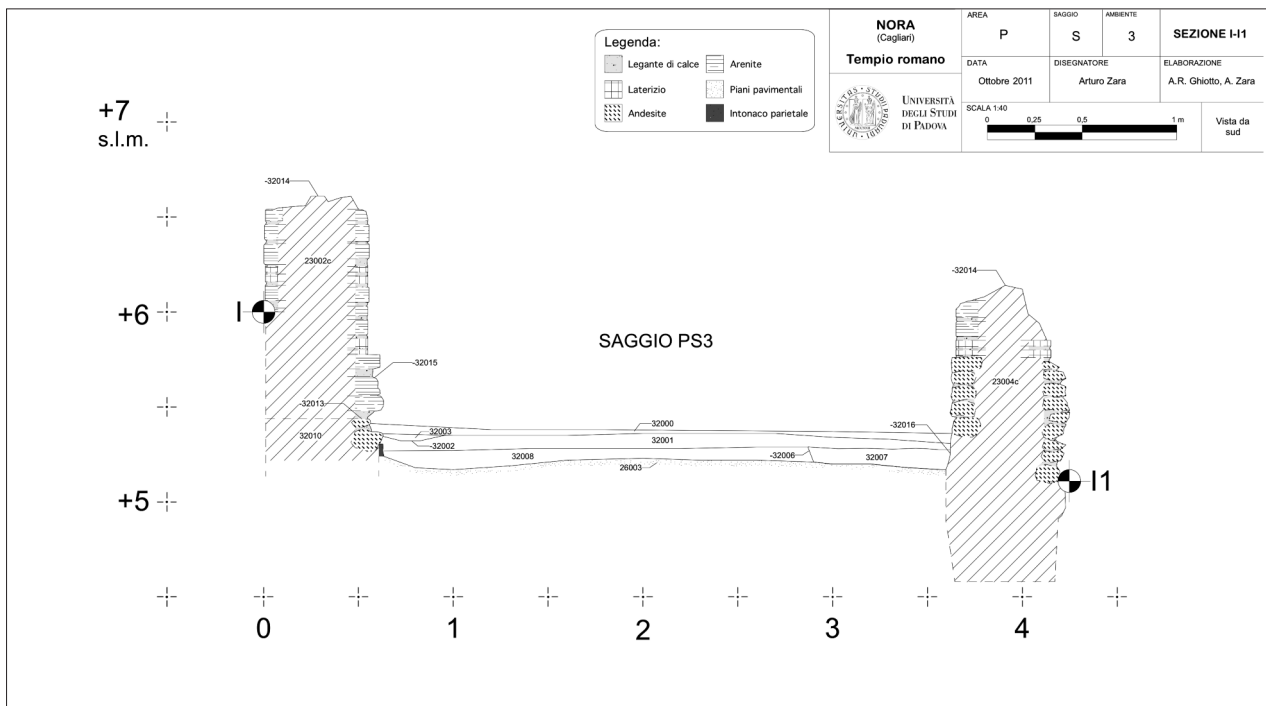 NORA
(Cagliari)
Tempio romano
UNIVERSITÀ
DEGLI STUDI
DI PADOVA
AREA
P
SAGGIO
S
AMBIENTE
3
SEZIONE I-I1
DATA
Ottobre 2011
DISEGNATORE
Arturo Zara
ELABORAZIONE
A.R. Ghiotto, A. Zara
SCALA 1:40
0
0,25
0,5
1 m
Vista da
sud
Legenda:
Legante di calce
Arenite
Laterizio
Piani pavimentali
Andesite
Intonaco parietale
+7
s.l.m.
-32014
23002c
-32014
+6
I
SAGGIO PS3
-32015
23004c
-32013
32000
-32016
32003
32001
32010
-32002
32008
-32006
32007
26003
+5
I1
0
1
2
3
4